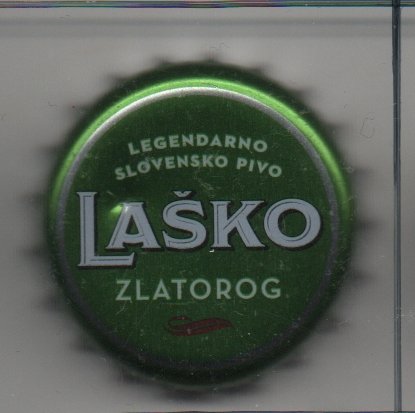 LEGENDARNO
SLOVENSKO PIVO
LAŠKO
ZLATOROG